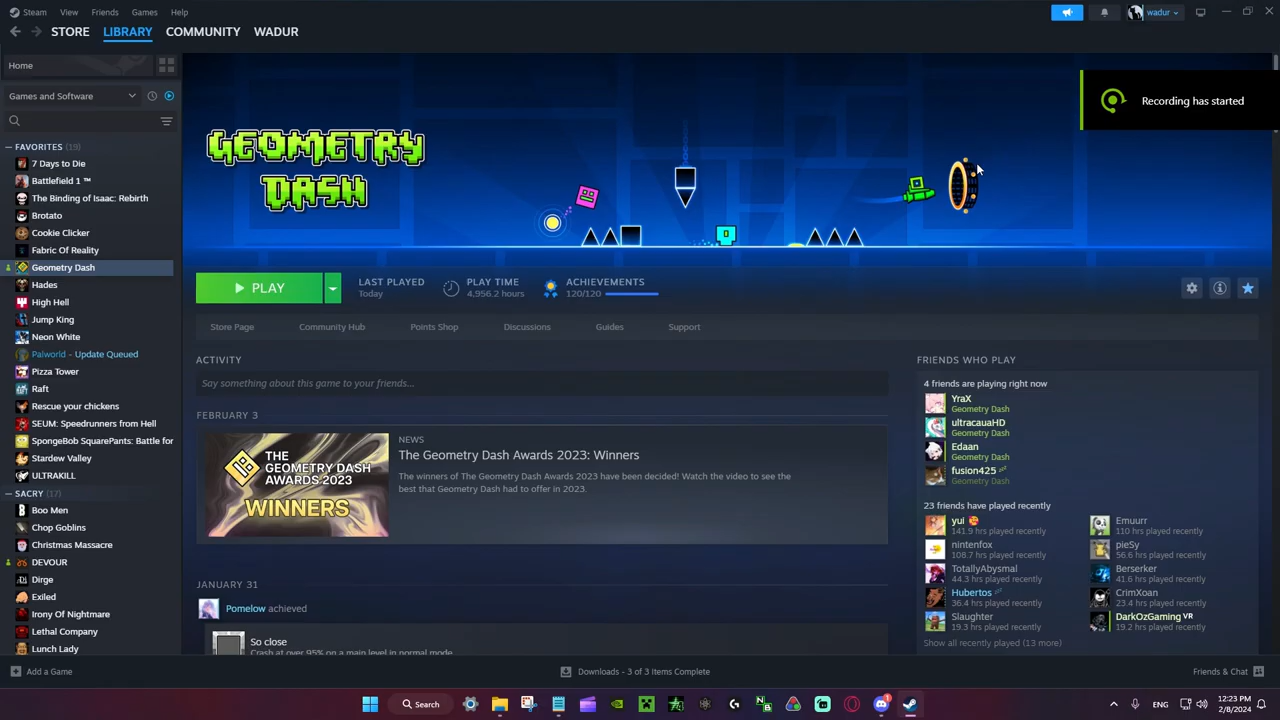 Steam View Friends Games Help
wadur
STORE LIBRARY COMMUNITY WADUR
Home
Games and Software
FAVORITES (19)
7 Days to Die
Battlefield 1 ™
The Binding of Isaac: Rebirth
Brotato
Cookie Clicker
Fabric Of Reality
Geometry Dash
Hades
High Hell
Jump King
Neon White
Palworld - Update Queued
Pizza Tower
Raft
Rescue your chickens
SEUM: Speedrunners from Hell
SpongeBob SquarePants: Battle for
Stardew Valley
ULTRAKILL
SACRY (17)
Boo Men
Chop Goblins
Christmas Massacre
DEVOUR
Dirge
Exiled
Irony Of Nightmare
Lethal Company
Lunch Lady
GEOMETRY
DASH
Recording has started
PLAY
LAST PLAYED
Today
PLAY TIME
4,956.2 hours
ACHIEVEMENTS
120/120
Store Page Community Hub Points Shop Discussions Guides Support
ACTIVITY
Say something about this game to your friends...
FEBRUARY 3
THE
GEOMETRY DASH
AWARDS 2023
WINNERS
NEWS
The Geometry Dash Awards 2023: Winners
The winners of The Geometry Dash Awards 2023 have been decided! Watch the video to see the
best that Geometry Dash had to offer in 2023.
JANUARY 31
Pomelow achieved
So close
Crash at over 95% on a main level in normal mode
FRIENDS WHO PLAY
4 friends are playing right now
YraX
Geometry Dash
ultracauaHD
Geometry Dash
Edaan
Geometry Dash
fusion425 zz
Geometry Dash
23 friends have played recently
yui
141.9 hrs played recently
nintenfox
108.7 hrs played recently
TotallyAbysmal
44.3 hrs played recently
Hubertos zz
36.4 hrs played recently
Slaughter
19.3 hrs played recently
Emuurr
110 hrs played recently
pieSy
56.6 hrs played recently
Berserker
41.6 hrs played recently
CrimXoan
23.4 hrs played recently
DarkOzGaming VR
19.2 hrs played recently
Show all recently played (13 more)
Add a Game
Downloads - 3 of 3 Items Complete
Friends & Chat
Search
12:23 PM
2/8/2024